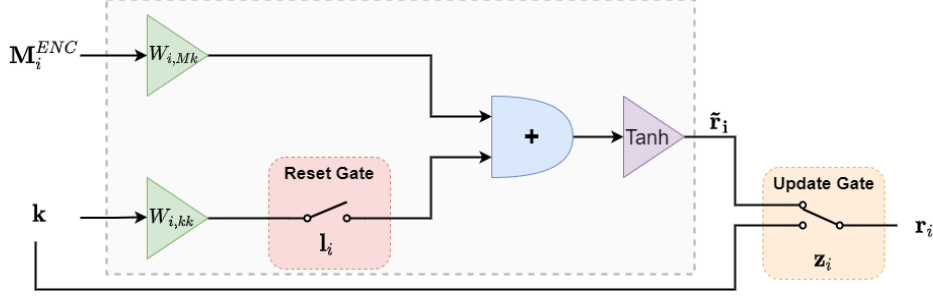 M_i^{ENC}
W_{i,Mk}
+
Tanh
r̃_i
Reset Gate
l_i
k
W_{i,kk}
Update Gate
z_i
r_i